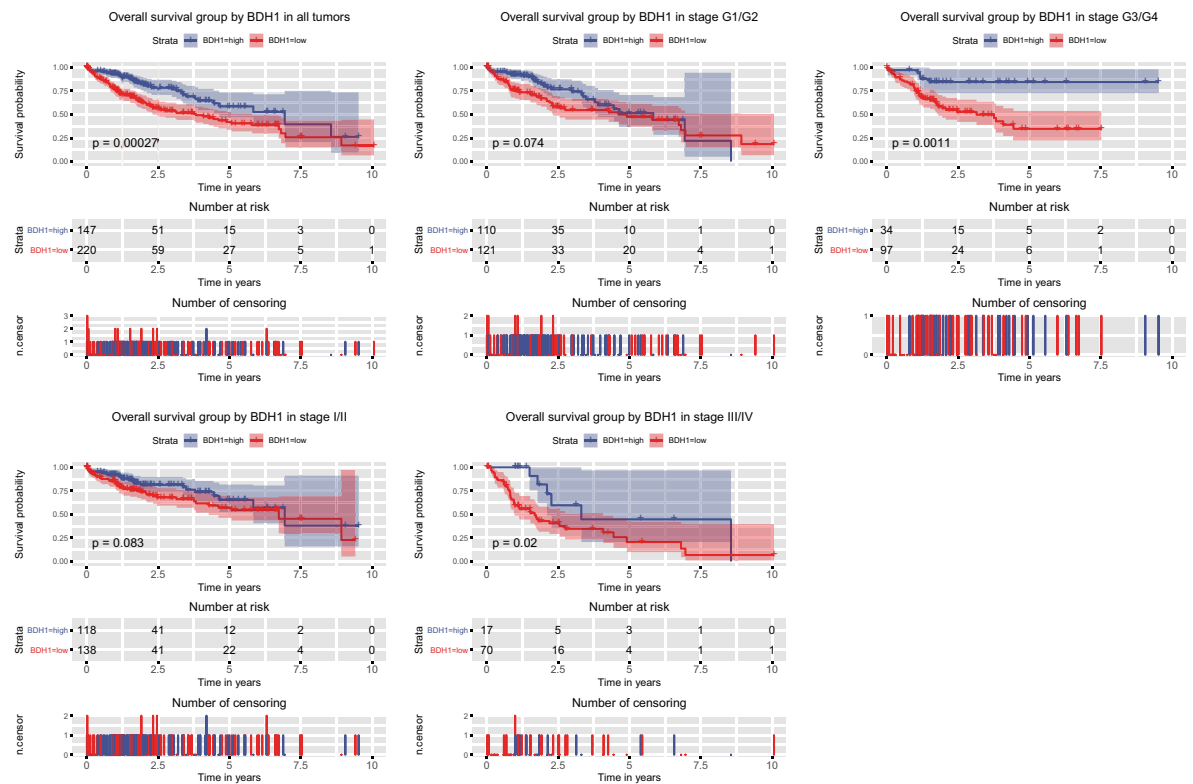 Overall survival group by BDH1 in all tumors
Strata BDH1=high BDH1=low
Survival probability
1.00
0.75
0.50
0.25
0.00
p = 0.00027
0 2.5 5 7.5 10
Time in years
Number at risk
Strata
BDH1=high 147 51 15 3 0
BDH1=low 220 59 27 5 1
0 2.5 5 7.5 10
Time in years
Number of censoring
n.censor
3
2
1
0
0 2.5 5 7.5 10
Time in years
Overall survival group by BDH1 in stage G1/G2
Strata BDH1=high BDH1=low
Survival probability
1.00
0.75
0.50
0.25
0.00
p = 0.074
0 2.5 5 7.5 10
Time in years
Number at risk
Strata
BDH1=high 110 35 10 1 0
BDH1=low 121 33 20 4 1
0 2.5 5 7.5 10
Time in years
Number of censoring
n.censor
2
1
0
0 2.5 5 7.5 10
Time in years
Overall survival group by BDH1 in stage G3/G4
Strata BDH1=high BDH1=low
Survival probability
1.00
0.75
0.50
0.25
0.00
p = 0.0011
0 2.5 5 7.5 10
Time in years
Number at risk
Strata
BDH1=high 34 15 5 2 0
BDH1=low 97 24 6 1 0
0 2.5 5 7.5 10
Time in years
Number of censoring
n.censor
1
0
0 2.5 5 7.5 10
Time in years
Overall survival group by BDH1 in stage I/II
Strata BDH1=high BDH1=low
Survival probability
1.00
0.75
0.50
0.25
0.00
p = 0.083
0 2.5 5 7.5 10
Time in years
Number at risk
Strata
BDH1=high 118 41 12 2 0
BDH1=low 138 41 22 4 0
0 2.5 5 7.5 10
Time in years
Number of censoring
n.censor
2
1
0
0 2.5 5 7.5 10
Time in years
Overall survival group by BDH1 in stage III/IV
Strata BDH1=high BDH1=low
Survival probability
1.00
0.75
0.50
0.25
0.00
p = 0.02
0 2.5 5 7.5 10
Time in years
Number at risk
Strata
BDH1=high 17 5 3 1 0
BDH1=low 70 16 4 1 1
0 2.5 5 7.5 10
Time in years
Number of censoring
n.censor
2
1
0
0 2.5 5 7.5 10
Time in years